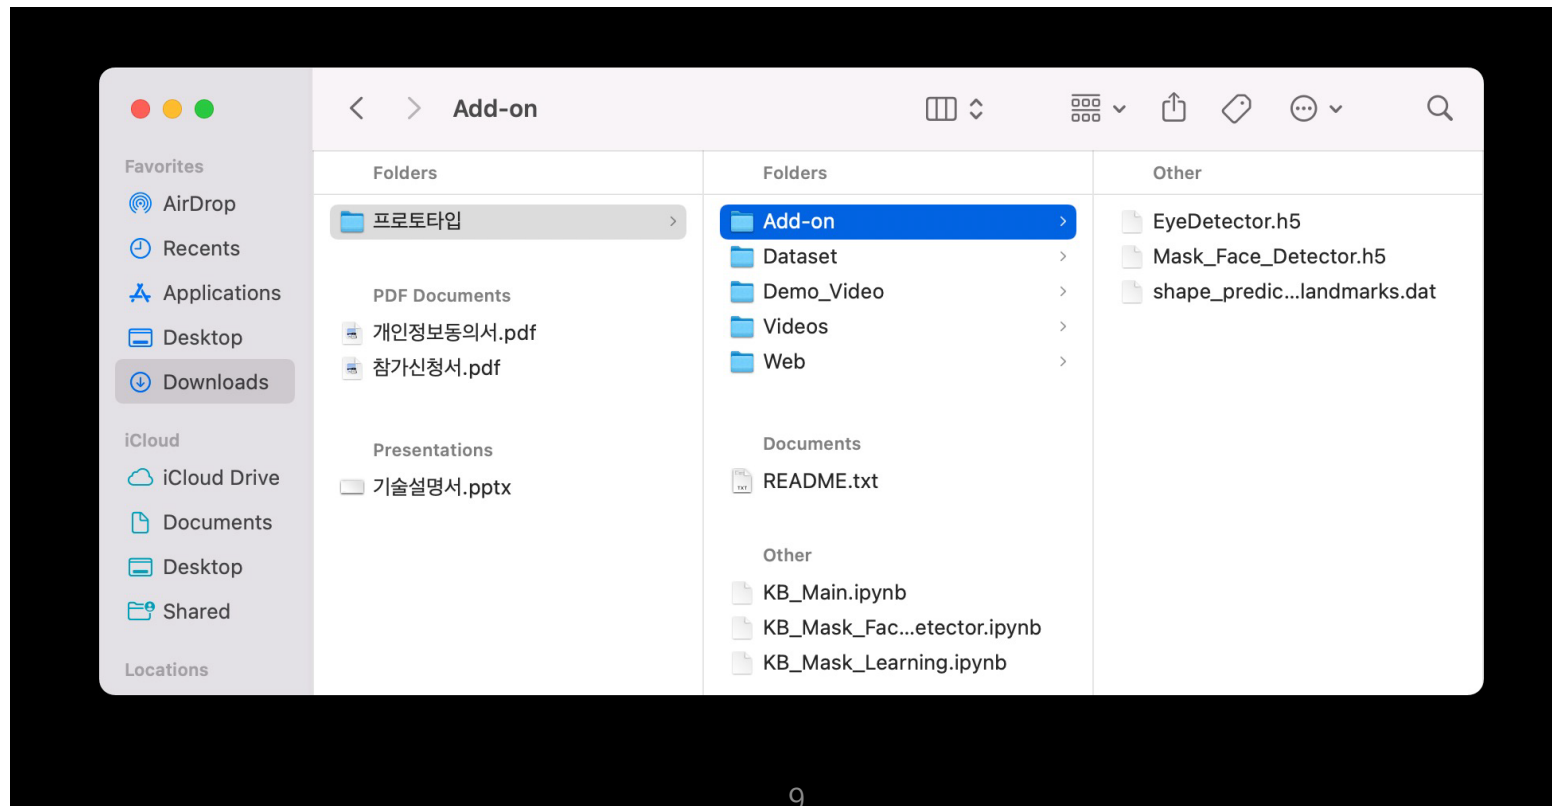 Add-on
Favorites
AirDrop
Recents
Applications
Desktop
Downloads
iCloud
iCloud Drive
Documents
Desktop
Shared
Locations
Folders
프로토타입
PDF Documents
개인정보동의서.pdf
참가신청서.pdf
Presentations
기술설명서.pptx
Folders
Add-on
Dataset
Demo_Video
Videos
Web
Documents
README.txt
Other
KB_Main.ipynb
KB_Mask_Fac...etector.ipynb
KB_Mask_Learning.ipynb
Other
EyeDetector.h5
Mask_Face_Detector.h5
shape_predic...landmarks.dat
9